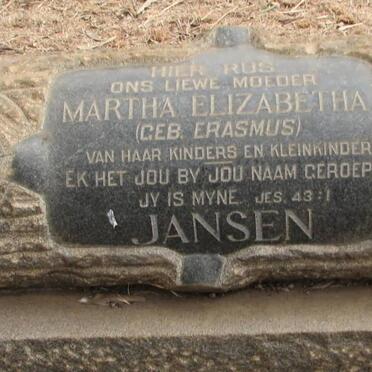 HIER RUS
ONS LIEWE MOEDER
MARTHA ELIZABETHA
(GEB. ERASMUS)
VAN HAAR KINDERS EN KLEINKINDER
EK HET JOU BY JOU NAAM GEROEP
JY IS MYNE. JES. 43:1
JANSEN